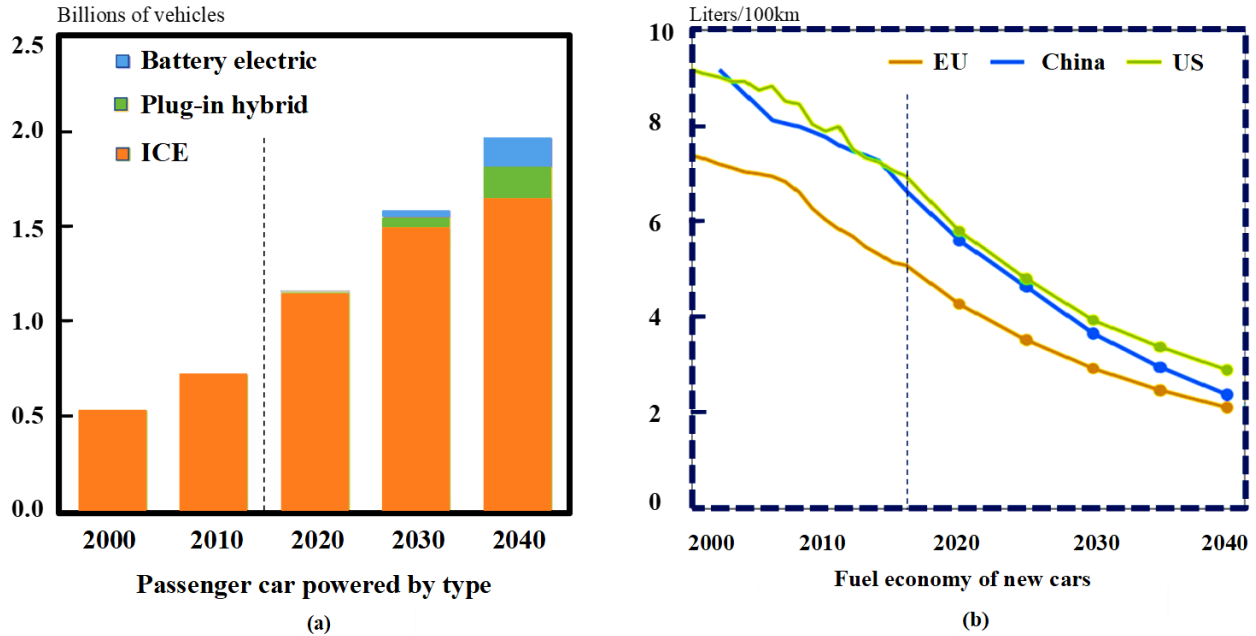 Billions of vehicles
2.5
2.0
1.5
1.0
0.5
0.0
Battery electric
Plug-in hybrid
ICE
2000 2010 2020 2030 2040
Passenger car powered by type
(a)
Liters/100km
10
8
6
4
2
0
EU China US
2000 2010 2020 2030 2040
Fuel economy of new cars
(b)